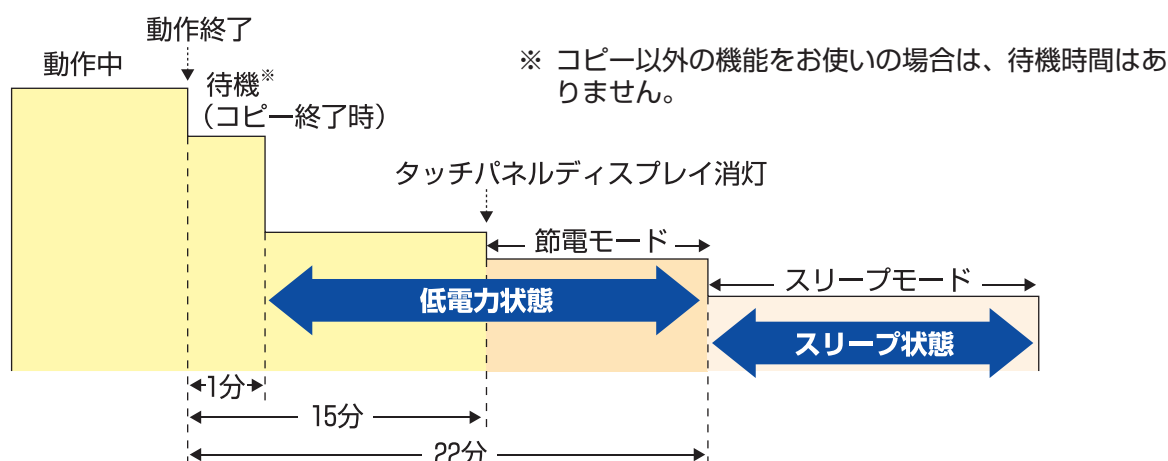 動作終了
動作中
待機※
（コピー終了時）
※ コピー以外の機能をお使いの場合は、待機時間はあ
りません。
タッチパネルディスプレイ消灯
節電モード
スリープモード
低電力状態
スリープ状態
1分
15分
22分